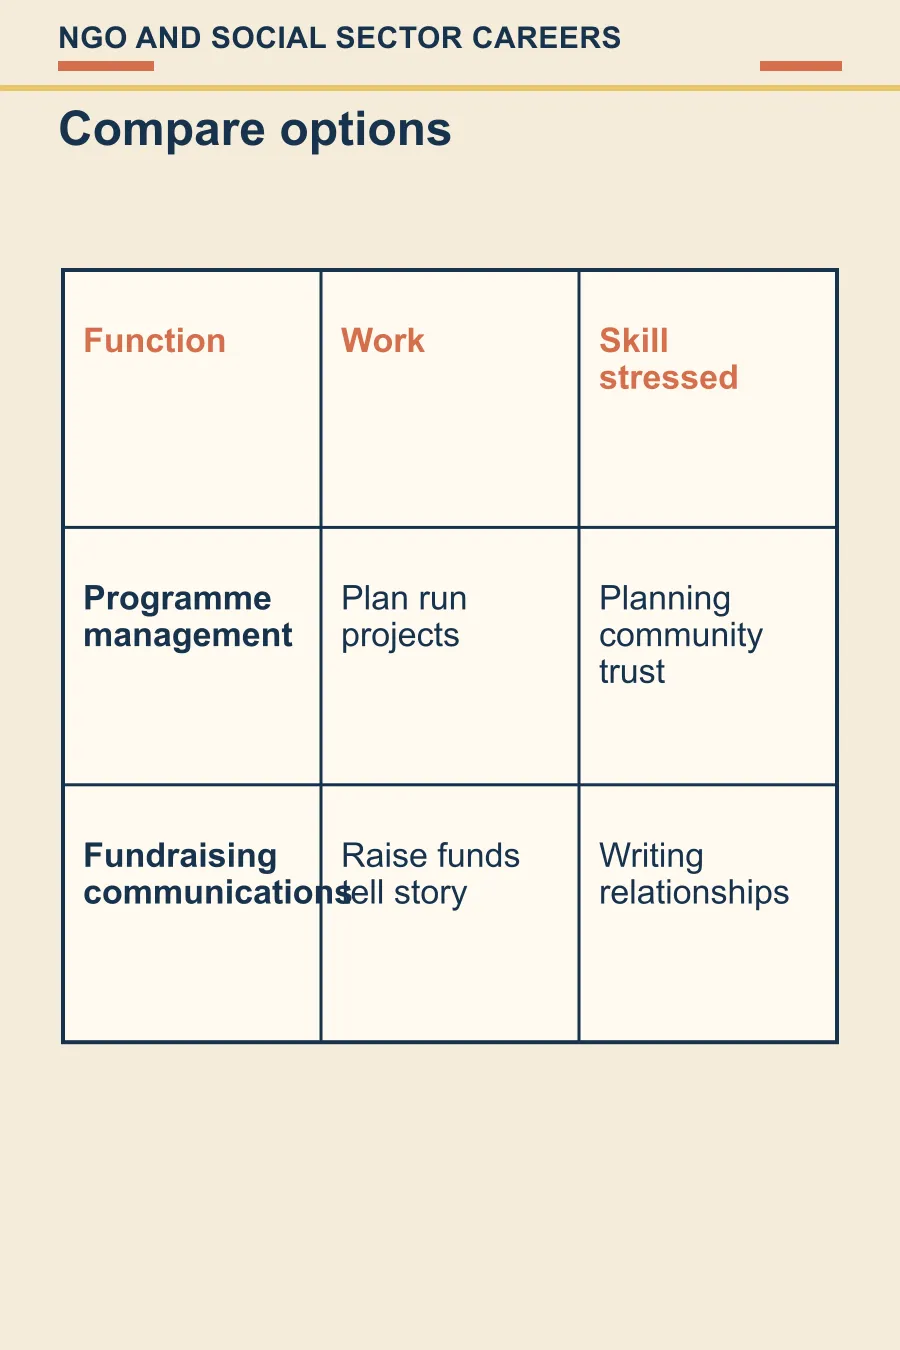 NGO AND SOCIAL SECTOR CAREERS
Compare options
Function
Work
Skill
stressed
Programme
management
Plan run
projects
Planning
community
trust
Fundraising
communications
Raise funds
tell story
Writing
relationships